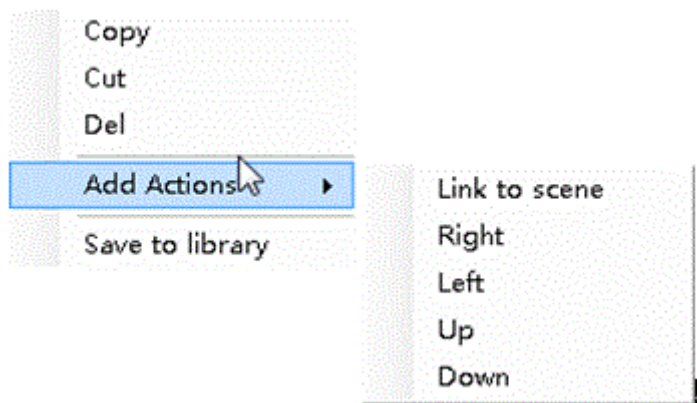 Copy
Cut
Del
Add Actions
Save to library
Link to scene
Right
Left
Up
Down